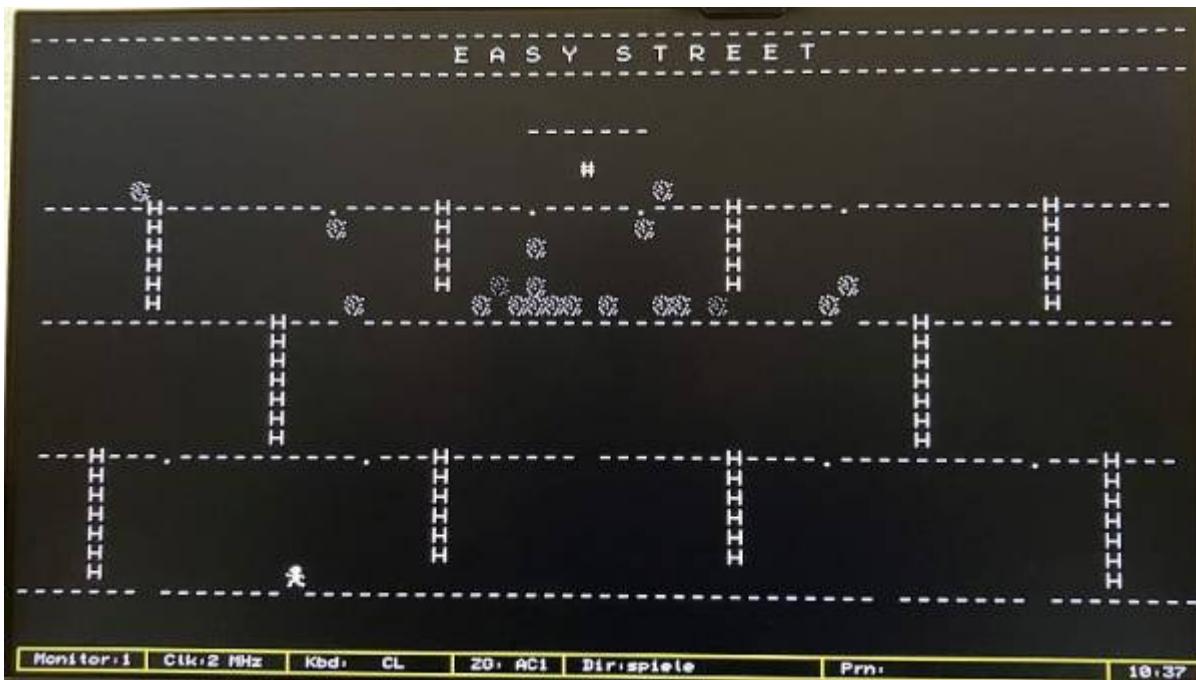 E A S Y   S T R E E T
Monitor:1 Clk:2 MHz Kbd: CL ZG: AC1 Dir:spiele Prn: 10:37